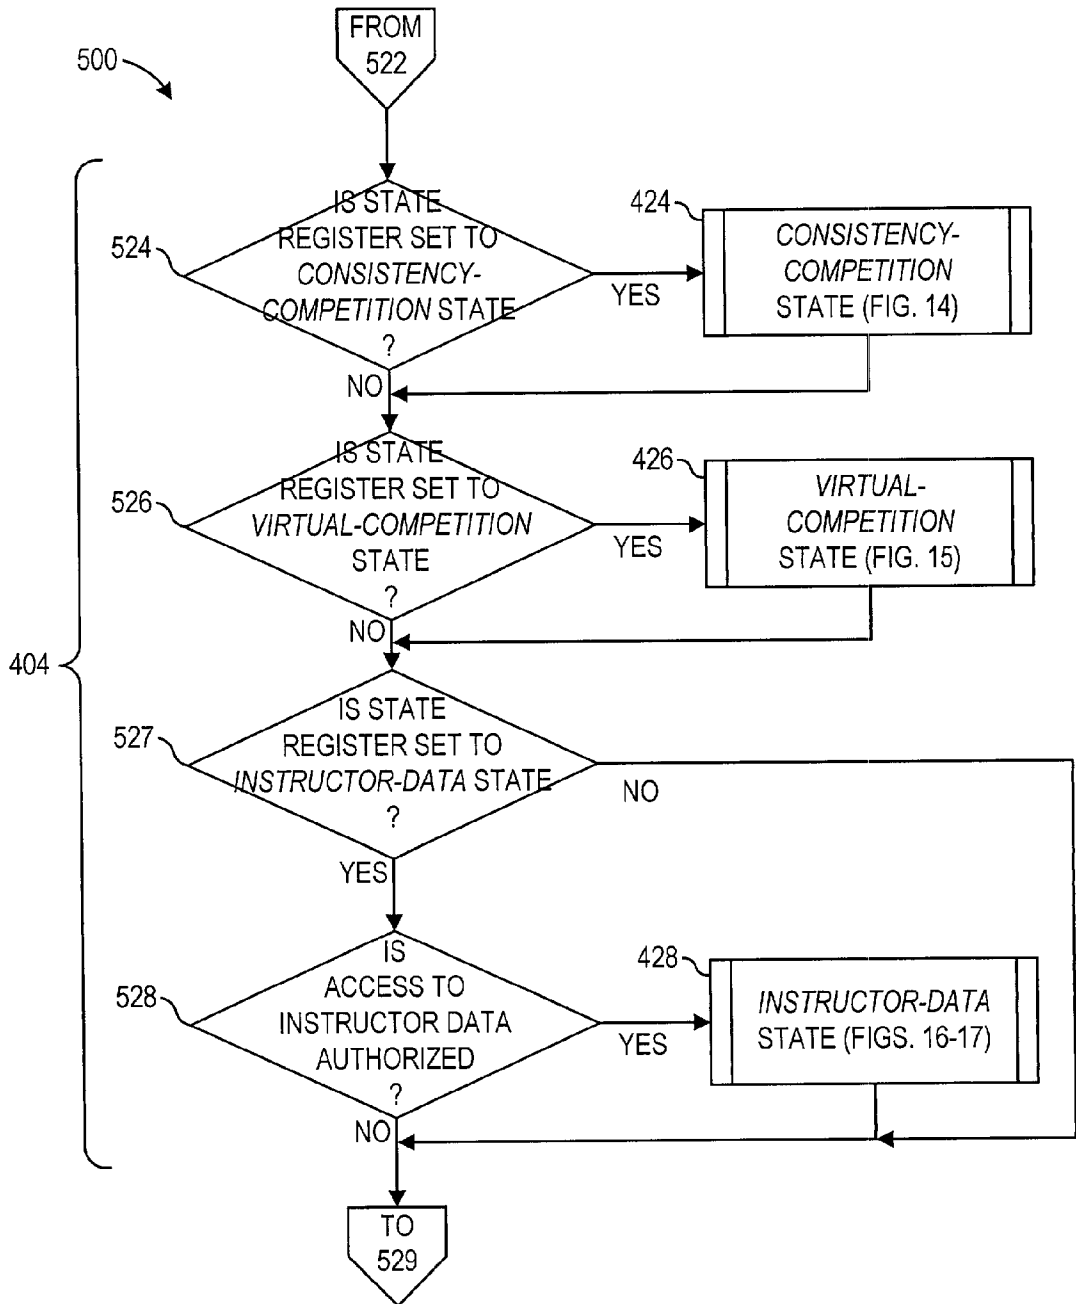 FROM
522
500
IS STATE
REGISTER SET TO
CONSISTENCY-
COMPETITION STATE
?
524
YES
NO
424
CONSISTENCY-
COMPETITION
STATE (FIG. 14)
IS STATE
REGISTER SET TO
VIRTUAL-COMPETITION
STATE
?
526
YES
NO
426
VIRTUAL-
COMPETITION
STATE (FIG. 15)
404
IS STATE
REGISTER SET TO
INSTRUCTOR-DATA STATE
?
527
NO
YES
IS
ACCESS TO
INSTRUCTOR DATA
AUTHORIZED
?
528
YES
NO
428
INSTRUCTOR-DATA
STATE (FIGS. 16-17)
TO
529